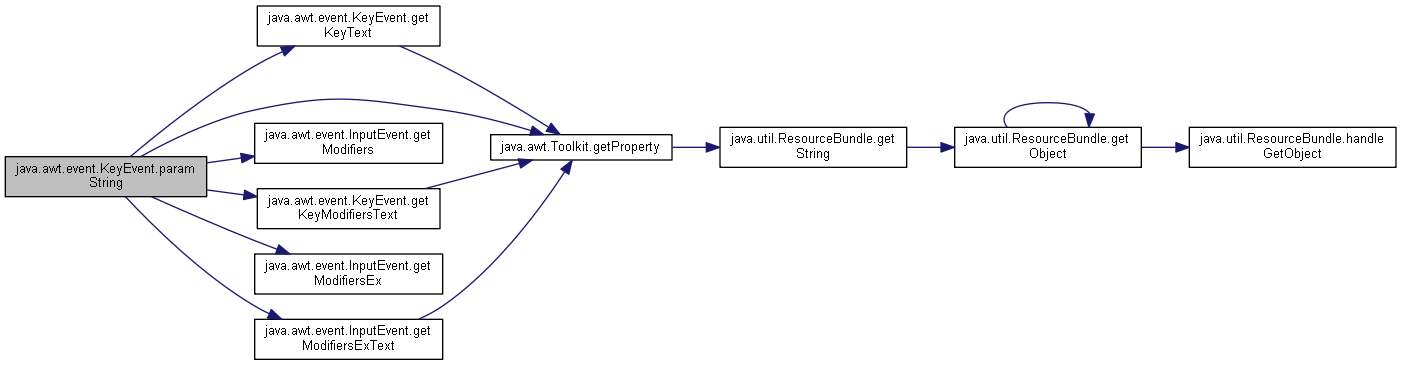 java.awt.event.KeyEvent.get
KeyText
java.awt.event.InputEvent.get
Modifiers
java.awt.event.KeyEvent.param
String
java.awt.event.KeyEvent.get
KeyModifiersText
java.awt.event.InputEvent.get
ModifiersEx
java.awt.event.InputEvent.get
ModifiersExText
java.awt.Toolkit.getProperty
java.util.ResourceBundle.get
String
java.util.ResourceBundle.get
Object
java.util.ResourceBundle.handle
GetObject